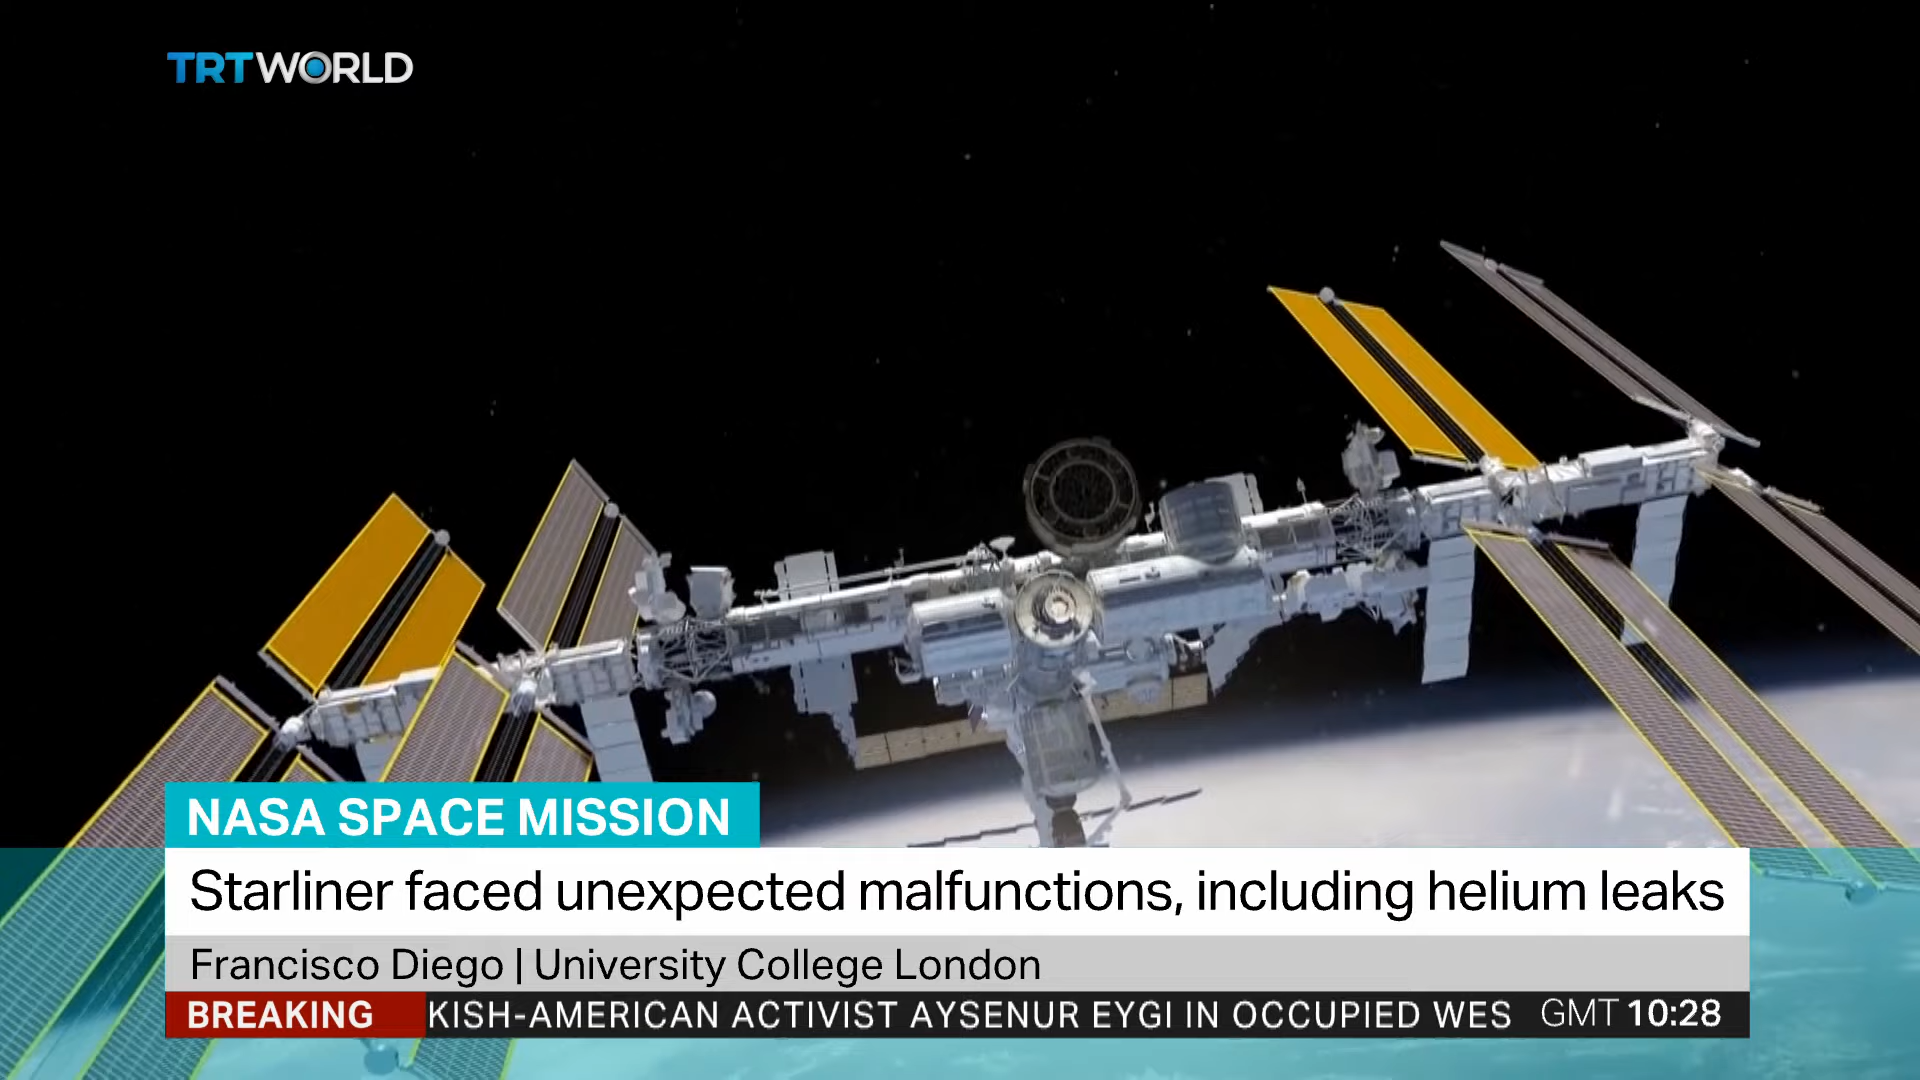 TRTWORLD
NASA SPACE MISSION
Starliner faced unexpected malfunctions, including helium leaks
Francisco Diego | University College London
BREAKING KISH-AMERICAN ACTIVIST AYSENUR EYGI IN OCCUPIED WES GMT 10:28